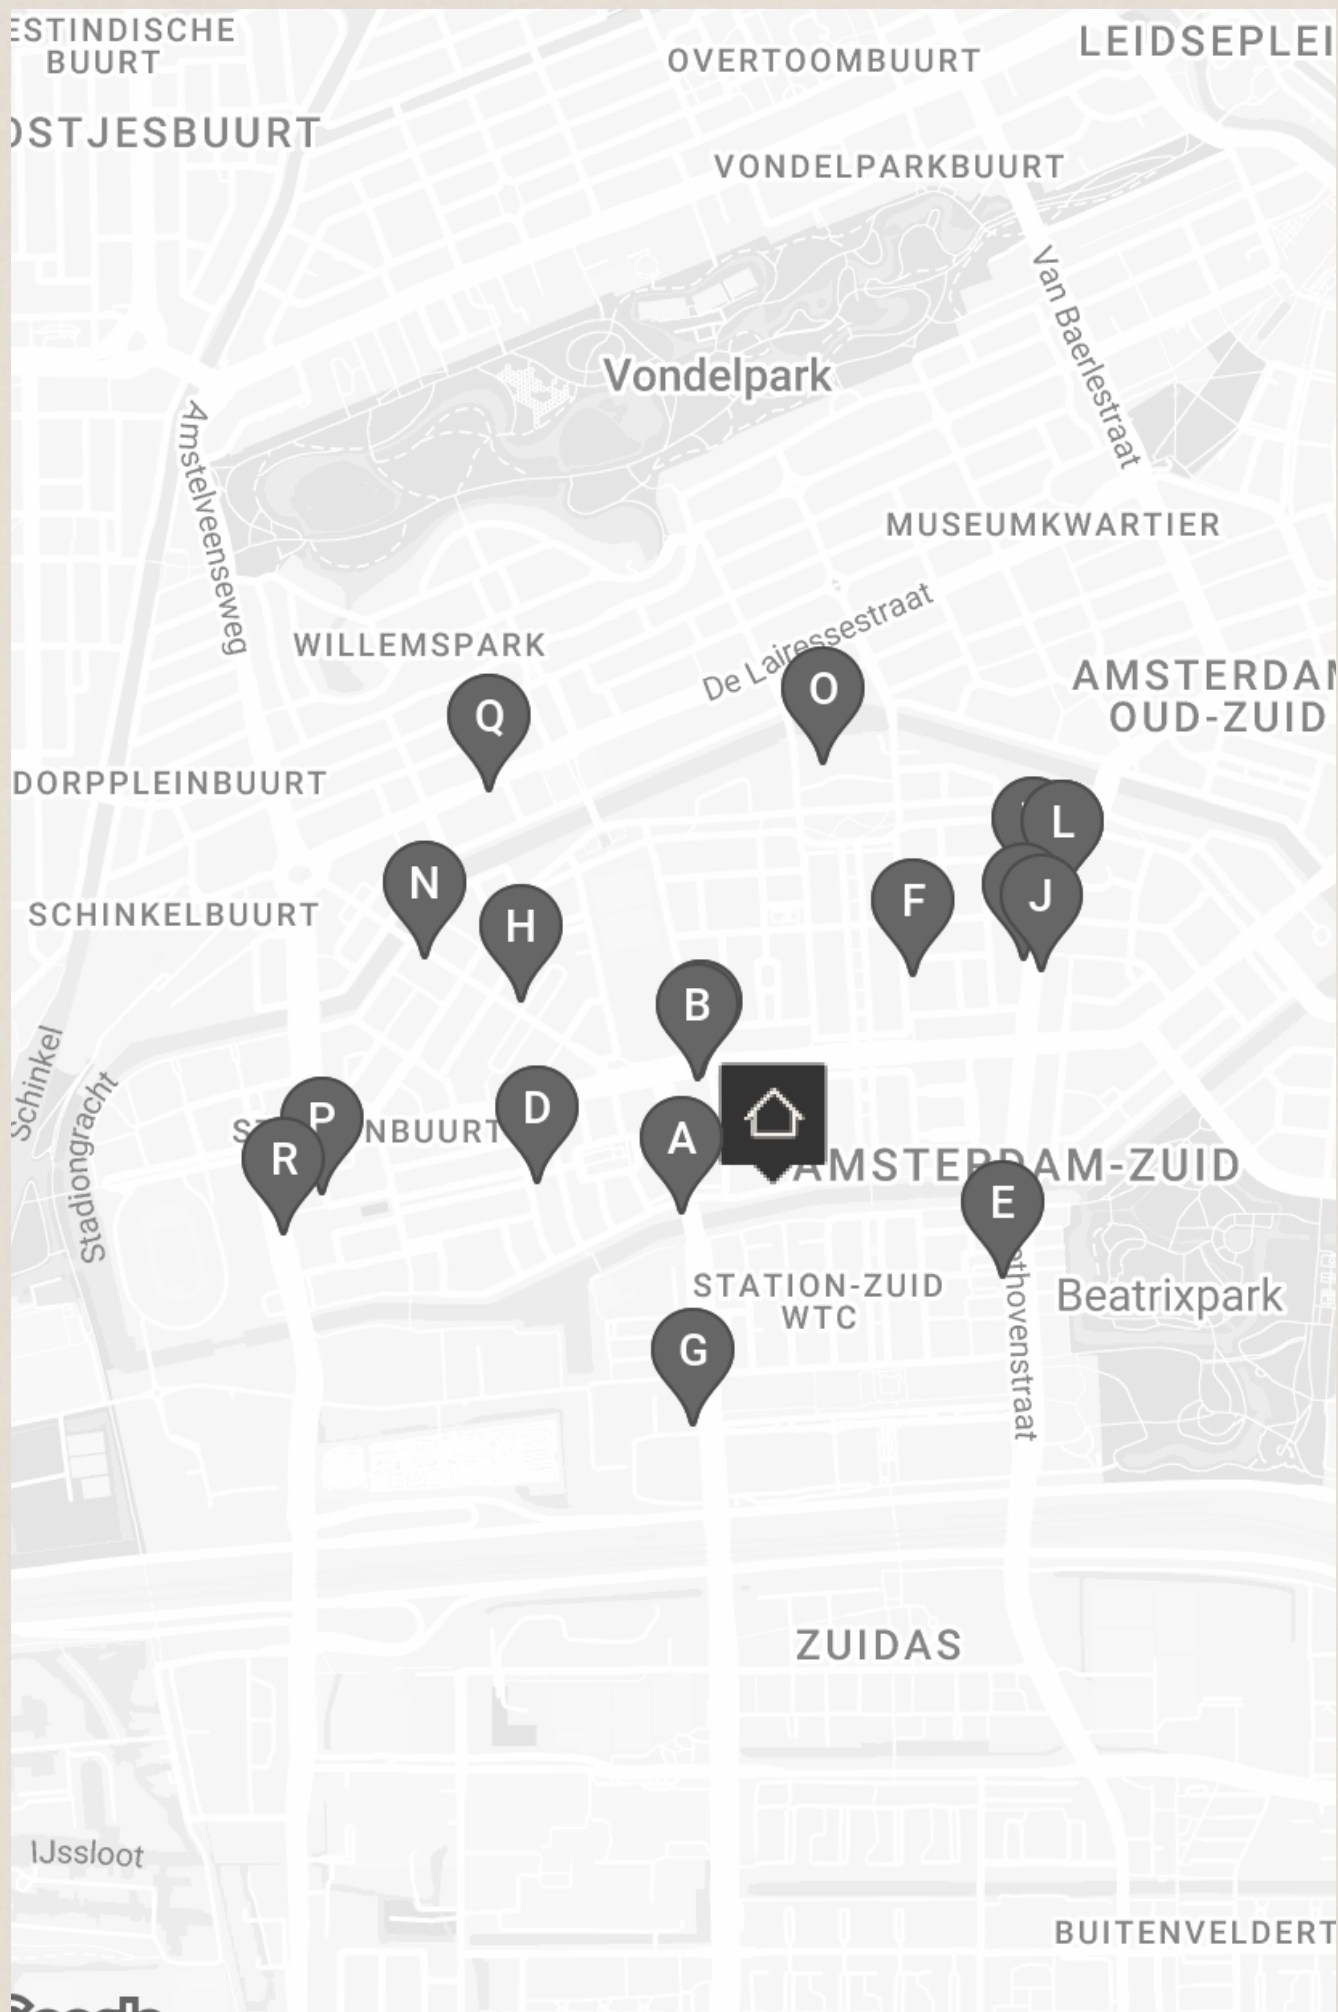 ESTINDISCHE
BUURT
OVERTOOMBUURT
LEIDSEPLEI
OSTJESBUURT
VONDELPARKBUURT
Van Baerlestraat
Vondelpark
Amstelveenseweg
MUSEUMKWARTIER
De Lairessestraat
WILLEMSPARK
O
AMSTERDAM
OUD-ZUID
Q
DORPPLEINBUURT
L
N
F
J
H
SCHINKELBUURT
B
Schinkel
Stadiongracht
P
NBUURT
D
A
R
AMSTERDAM-ZUID
E
STATION-ZUID
WTC
thovenstraat
Beatrixpark
G
ZUIDAS
IJssloot
BUITENVELDERT